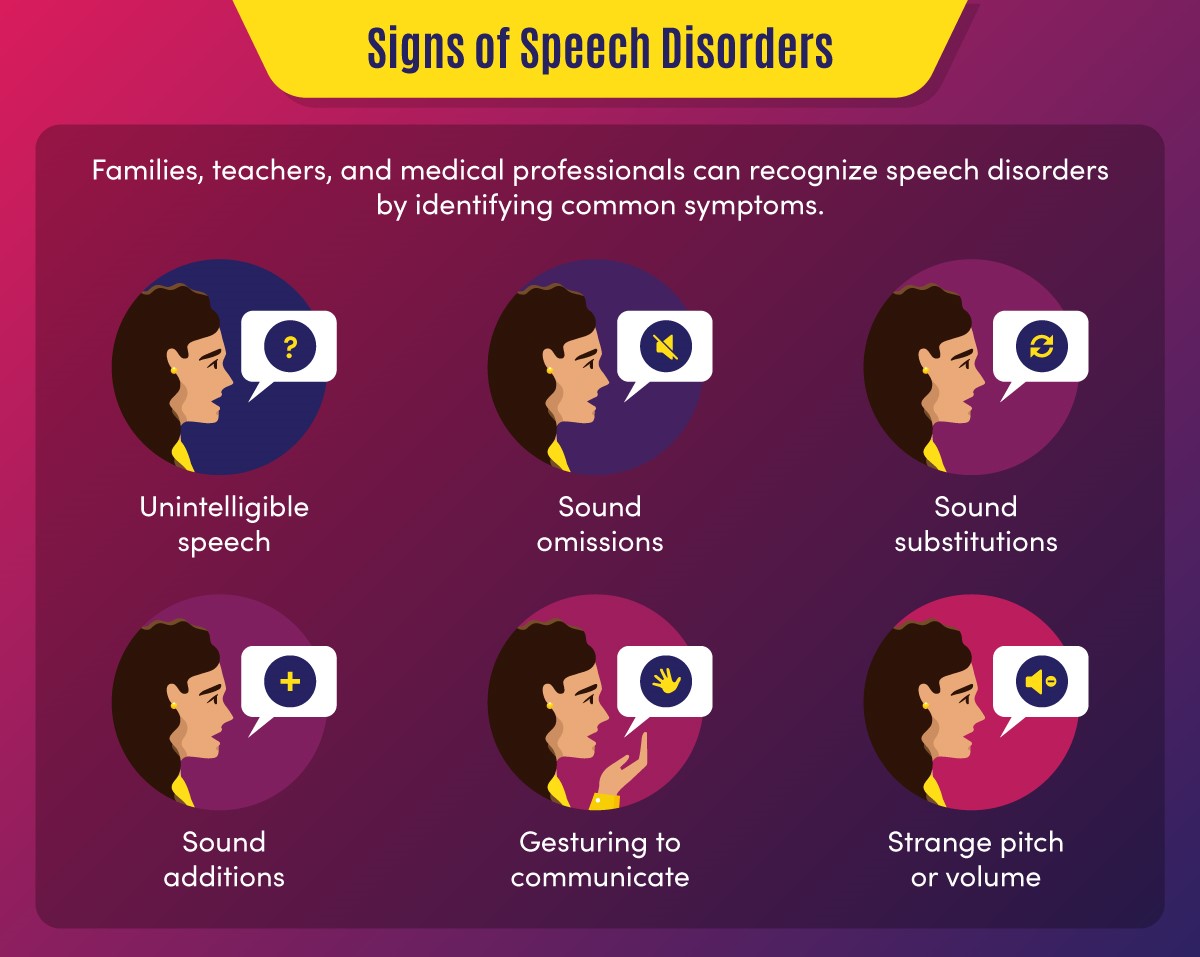 Signs of Speech Disorders
Families, teachers, and medical professionals can recognize speech disorders
by identifying common symptoms.
?
Unintelligible
speech
Sound
omissions
Sound
substitutions
+
Sound
additions
Gesturing to
communicate
Strange pitch
or volume